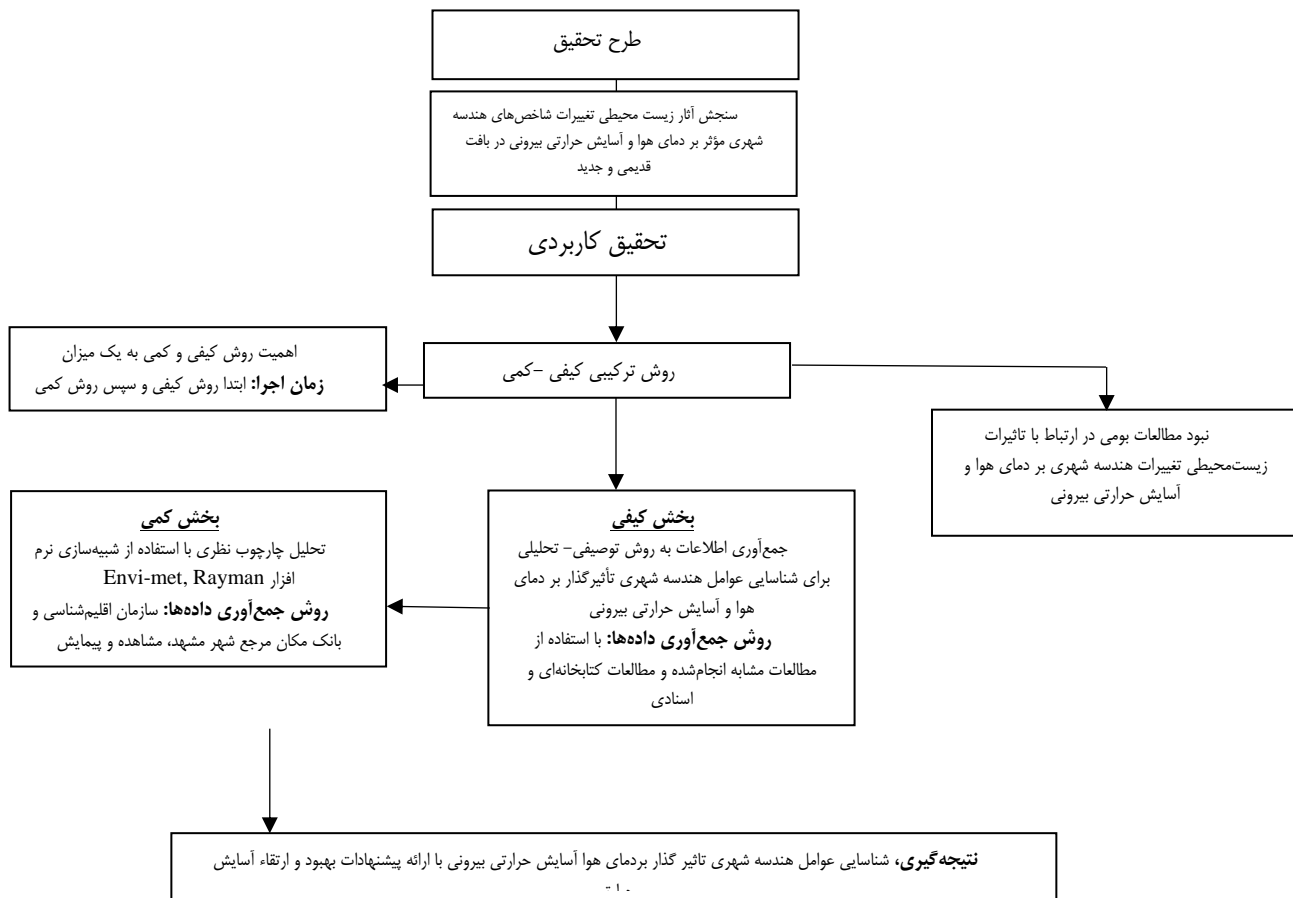 طرح تحقیق
سنجش آثار زیست محیطی تغییرات شاخص‌های هندسه
شهری مؤثر بر دمای هوا و آسایش حرارتی بیرونی در بافت
قدیمی و جدید
تحقیق کاربردی
روش ترکیبی کیفی –کمی
اهمیت روش کیفی و کمی به یک میزان
زمان اجرا: ابتدا روش کیفی و سپس روش کمی
نبود مطالعات بومی در ارتباط با تاثیرات
زیست‌محیطی تغییرات هندسه شهری بر دمای هوا و
آسایش حرارتی بیرونی
بخش کیفی
جمع‌آوری اطلاعات به روش توصیفی– تحلیلی
برای شناسایی عوامل هندسه شهری تأثیرگذار بر دمای
هوا و آسایش حرارتی بیرونی
روش جمع‌آوری داده‌ها: با استفاده از
مطالعات مشابه انجام‌شده و مطالعات کتابخانه‌ای و
اسنادی
بخش کمی
تحلیل چارچوب نظری با استفاده از شبیه‌سازی نرم
افزار Envi-met, Rayman
روش جمع‌آوری داده‌ها: سازمان اقلیم‌شناسی و
بانک مکان مرجع شهر مشهد، مشاهده و پیمایش
نتیجه‌گیری، شناسایی عوامل هندسه شهری تاثیر گذار بردمای هوا آسایش حرارتی بیرونی با ارائه پیشنهادات بهبود و ارتقاء آسایش